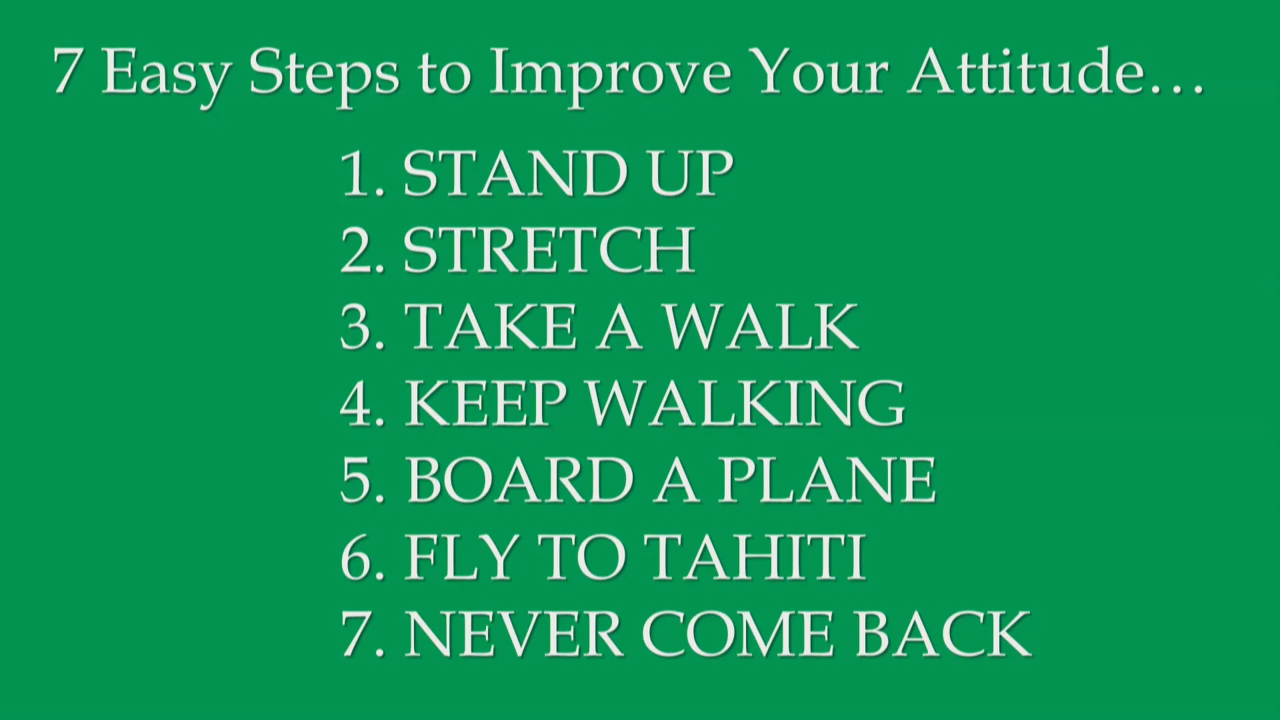 7 Easy Steps to Improve Your Attitude…
1. STAND UP
2. STRETCH
3. TAKE A WALK
4. KEEP WALKING
5. BOARD A PLANE
6. FLY TO TAHITI
7. NEVER COME BACK